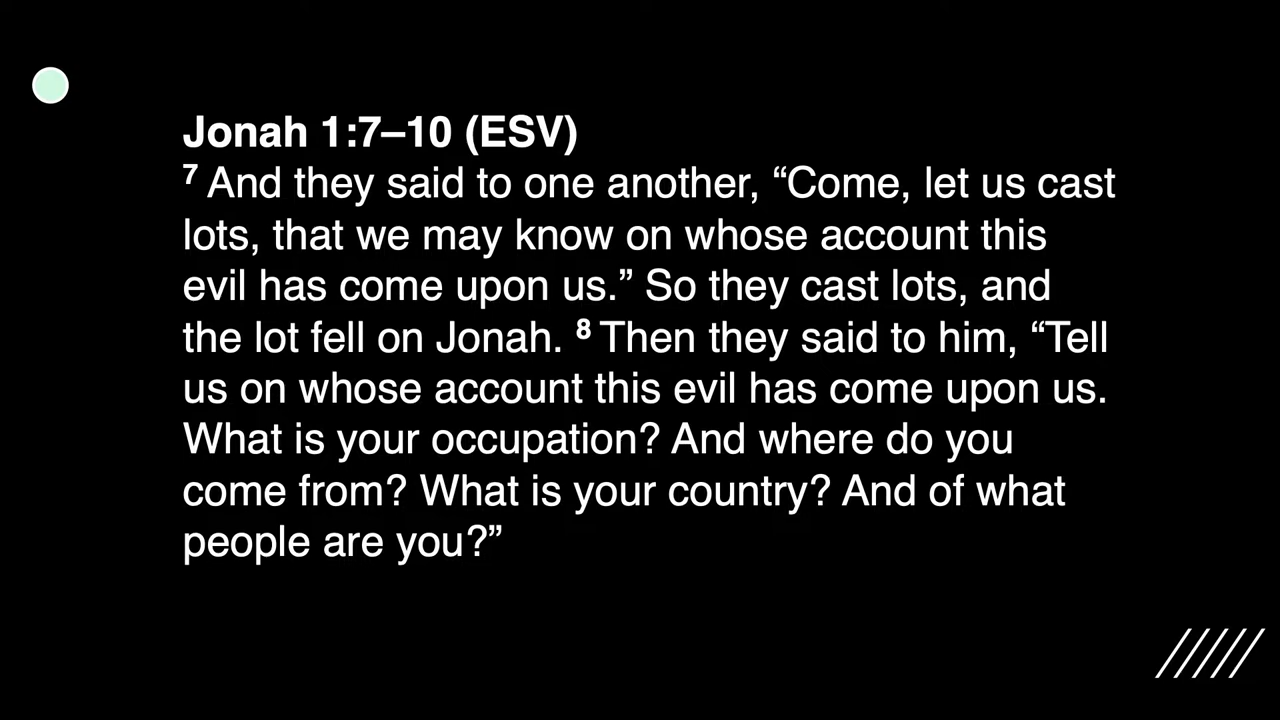 Jonah 1:7–10 (ESV)
7 And they said to one another, “Come, let us cast
lots, that we may know on whose account this
evil has come upon us.” So they cast lots, and
the lot fell on Jonah. 8 Then they said to him, “Tell
us on whose account this evil has come upon us.
What is your occupation? And where do you
come from? What is your country? And of what
people are you?”